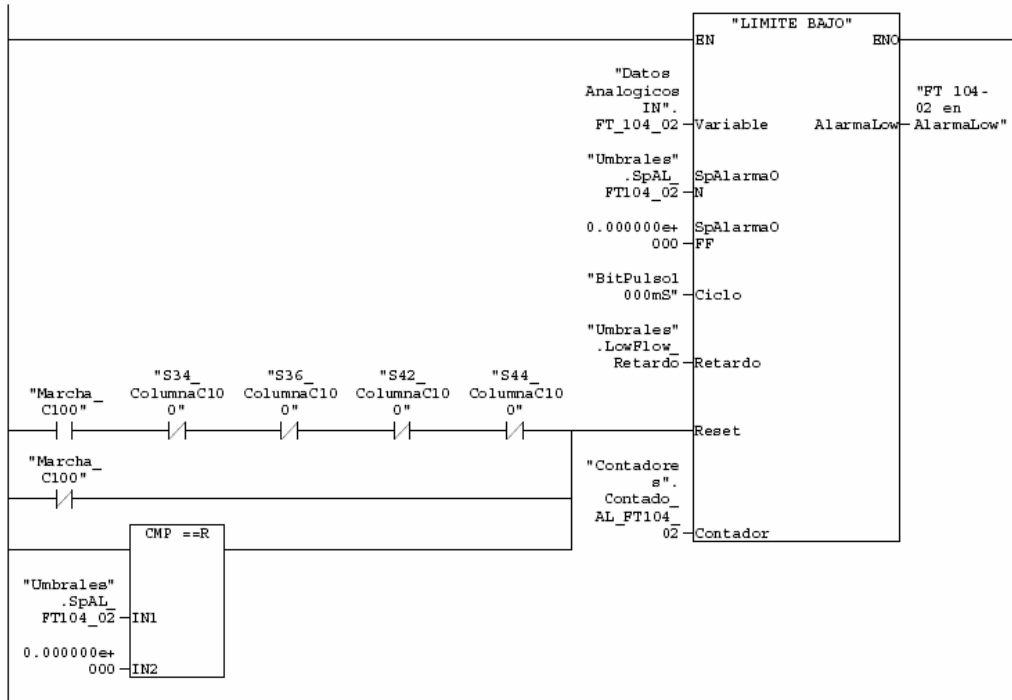 "LIMITE BAJO"
EN
ENO
"Datos
Analogicos
IN".
FT_104_02
Variable
AlarmaLow
"FT 104-
02 en
AlarmaLow"
"Umbrales"
.SpAL_
FT104_02
SpAlarmaO
N
0.000000e+
000
SpAlarmaO
FF
"BitPulso1
000mS"
Ciclo
"Umbrales"
.LowFlow_
Retardo
Retardo
"Marcha_
C100"
"S34_
ColumnaC10
0"
"S36_
ColumnaC10
0"
"S42_
ColumnaC10
0"
"S44_
ColumnaC10
0"
Reset
"Marcha_
C100"
"Contadore
s".
Contado_
AL_FT104_
02
Contador
CMP ==R
"Umbrales"
.SpAL_
FT104_02
IN1
0.000000e+
000
IN2